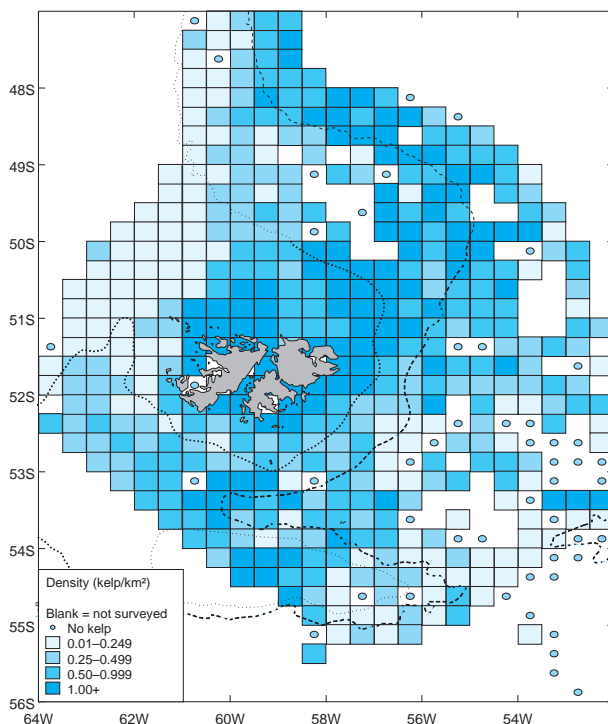 48S
49S
50S
51S
52S
53S
54S
55S
56S
Density (kelp/km²)
Blank = not surveyed
No kelp
0.01–0.249
0.25–0.499
0.50–0.999
1.00+
64W 62W 60W 58W 56W 54W